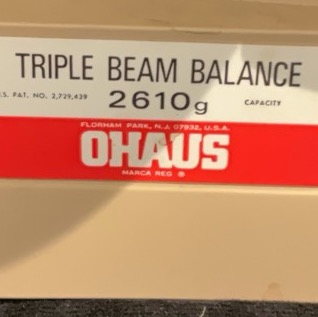 TRIPLE BEAM BALANCE
.S. PAT. NO. 2,729,439 2610g CAPACITY
FLORHAM PARK, N.J. 07932, U.S.A.
OHAUS
MARCA REG ®